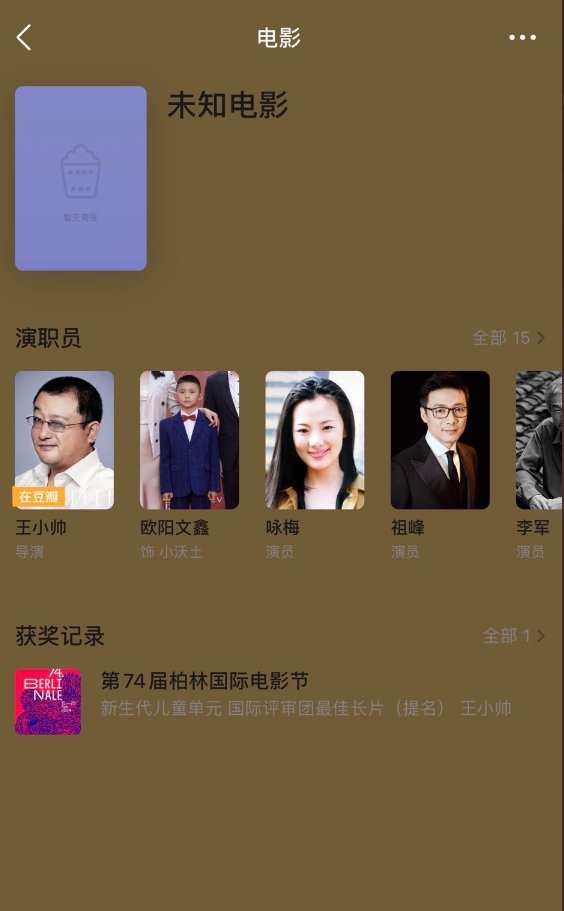 电影
未知电影
暂无海报
演职员
全部 15
在豆瓣
王小帅
导演
欧阳文鑫
饰 小沃土
咏梅
演员
祖峰
演员
李军
演员
获奖记录
全部 1
74
BERLI
NALE
第74届柏林国际电影节
新生代儿童单元 国际评审团最佳长片（提名） 王小帅